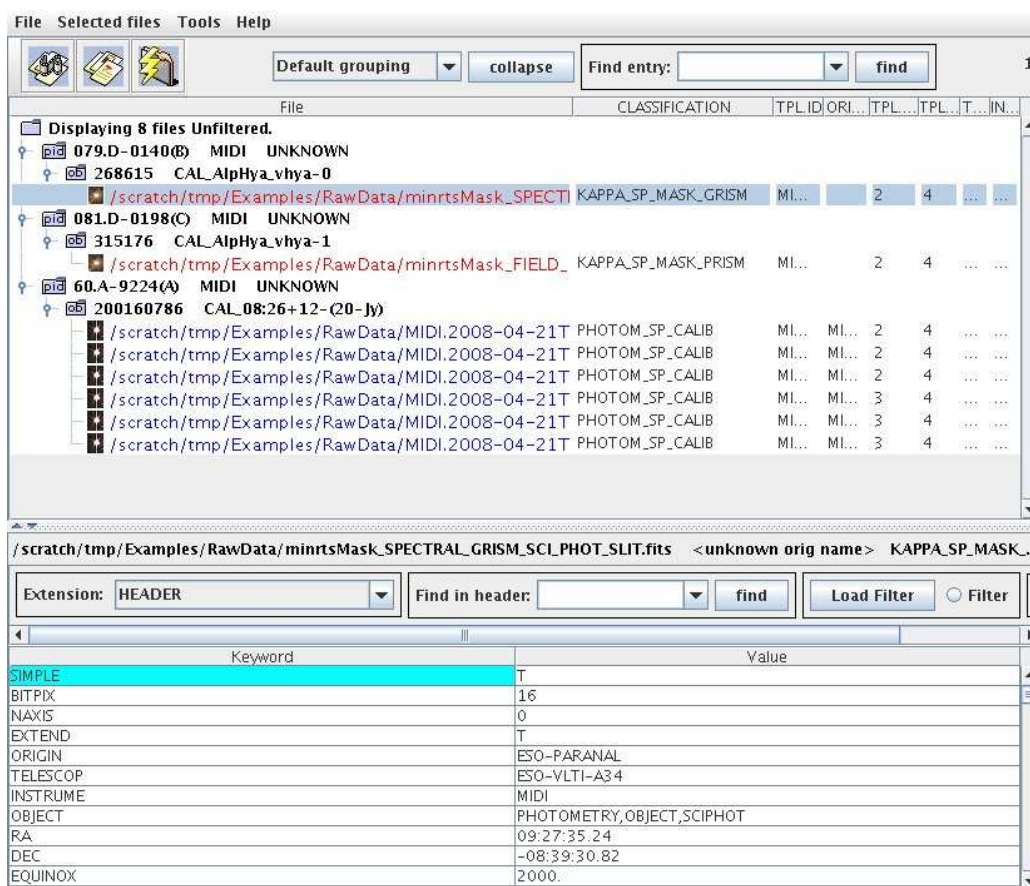 File Selected files Tools Help
Default grouping collapse Find entry: find 1
File CLASSIFICATION TPL.ID ORI... TPL... TPL... T... IN...
Displaying 8 files Unfiltered.
pid 079.D-0140(B) MIDI UNKNOWN
ob 268615 CAL_AlpHya_vhya-0
/scratch/tmp/Examples/RawData/minrtsMask_SPECT KAPPA_SP_MASK_GRISM MI... 2 4 ... ...
pid 081.D-0198(C) MIDI UNKNOWN
ob 315176 CAL_AlpHya_vhya-1
/scratch/tmp/Examples/RawData/minrtsMask_FIELD_ KAPPA_SP_MASK_PRISM MI... 2 4 ... ...
pid 60.A-9224(A) MIDI UNKNOWN
ob 200160786 CAL_08:26+12-(20-Jy)
/scratch/tmp/Examples/RawData/MIDI.2008-04-21T PHOTOM_SP_CALIB MI... MI... 2 4 ... ...
/scratch/tmp/Examples/RawData/MIDI.2008-04-21T PHOTOM_SP_CALIB MI... MI... 2 4 ... ...
/scratch/tmp/Examples/RawData/MIDI.2008-04-21T PHOTOM_SP_CALIB MI... MI... 2 4 ... ...
/scratch/tmp/Examples/RawData/MIDI.2008-04-21T PHOTOM_SP_CALIB MI... MI... 3 4 ... ...
/scratch/tmp/Examples/RawData/MIDI.2008-04-21T PHOTOM_SP_CALIB MI... MI... 3 4 ... ...
/scratch/tmp/Examples/RawData/MIDI.2008-04-21T PHOTOM_SP_CALIB MI... MI... 3 4 ... ...
/scratch/tmp/Examples/RawData/minrtsMask_SPECTRAL_GRISM_SCI_PHOT_SLIT.fits <unknown orig name> KAPPA_SP_MASK_...
Extension: HEADER Find in header: find Load Filter Filter
Keyword Value
SIMPLE T
BITPIX 16
NAXIS 0
EXTEND T
ORIGIN ESO-PARANAL
TELESCOP ESO-VLTI-A34
INSTRUME MIDI
OBJECT PHOTOMETRY,OBJECT,SCIPHOT
RA 09:27:35.24
DEC -08:39:30.82
EQUINOX 2000.